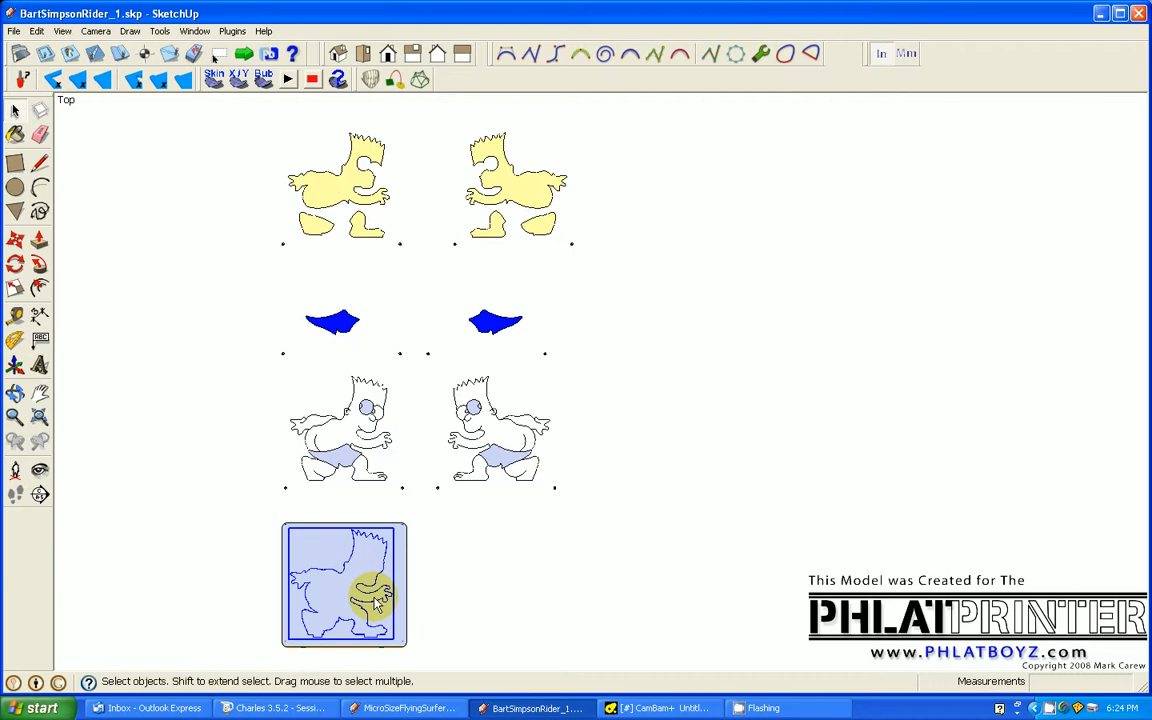 BartSimpsonRider_1.skp - SketchUp
File Edit View Camera Draw Tools Window Plugins Help
In Mm
Skin X/Y Bub
Top
ABC
This Model was Created for The
PHLATPRINTER
www.PHLATBOYZ.com
Copyright 2008 Mark Carew
Select objects. Shift to extend select. Drag mouse to select multiple.
Measurements
start
Inbox - Outlook Express
Charles 3.5.2 - Sessi...
MicroSizeFlyingSurfer...
BartSimpsonRider_1....
[#] CamBam+ Untitl...
Flashing
6:24 PM